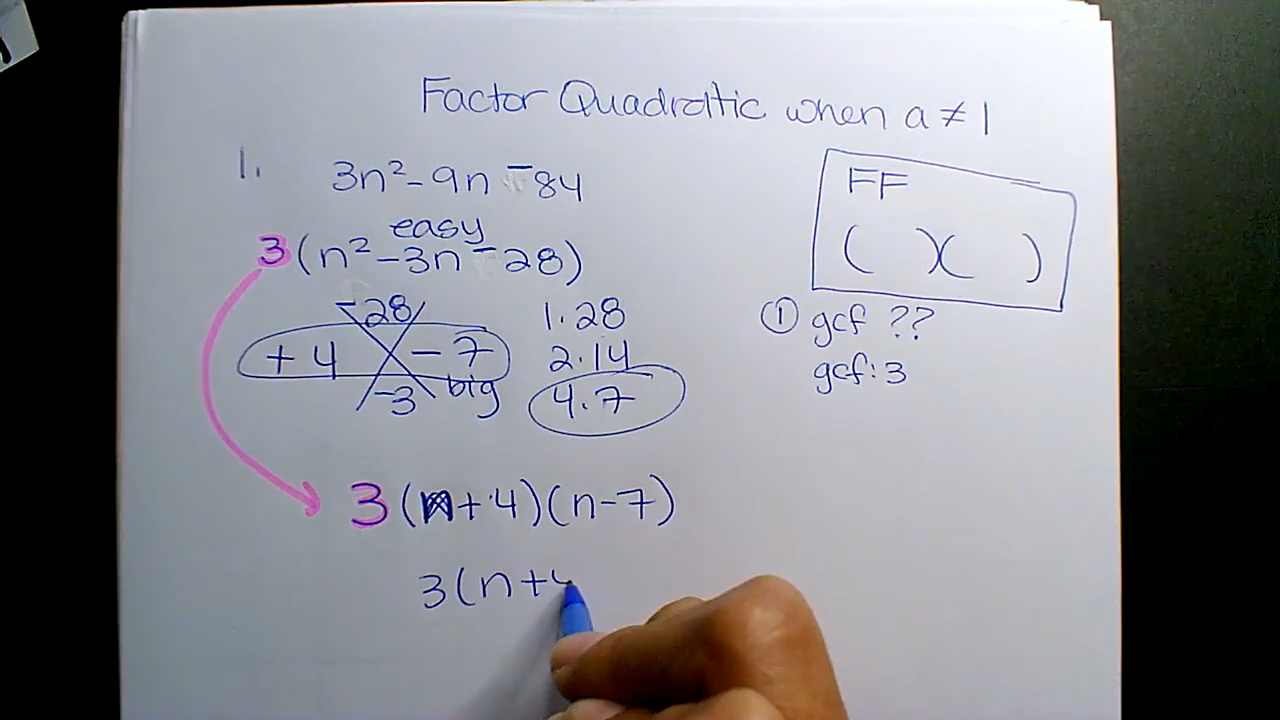 Factor Quadratic when a ≠ 1
1. 3n² - 9n - 84
FF
easy
3(n² - 3n - 28)
( )( )
-28
1·28
① gcf ??
+4 -7
2·14
gcf: 3
-3 big
4·7
3(n+4)(n-7)
3(n+4